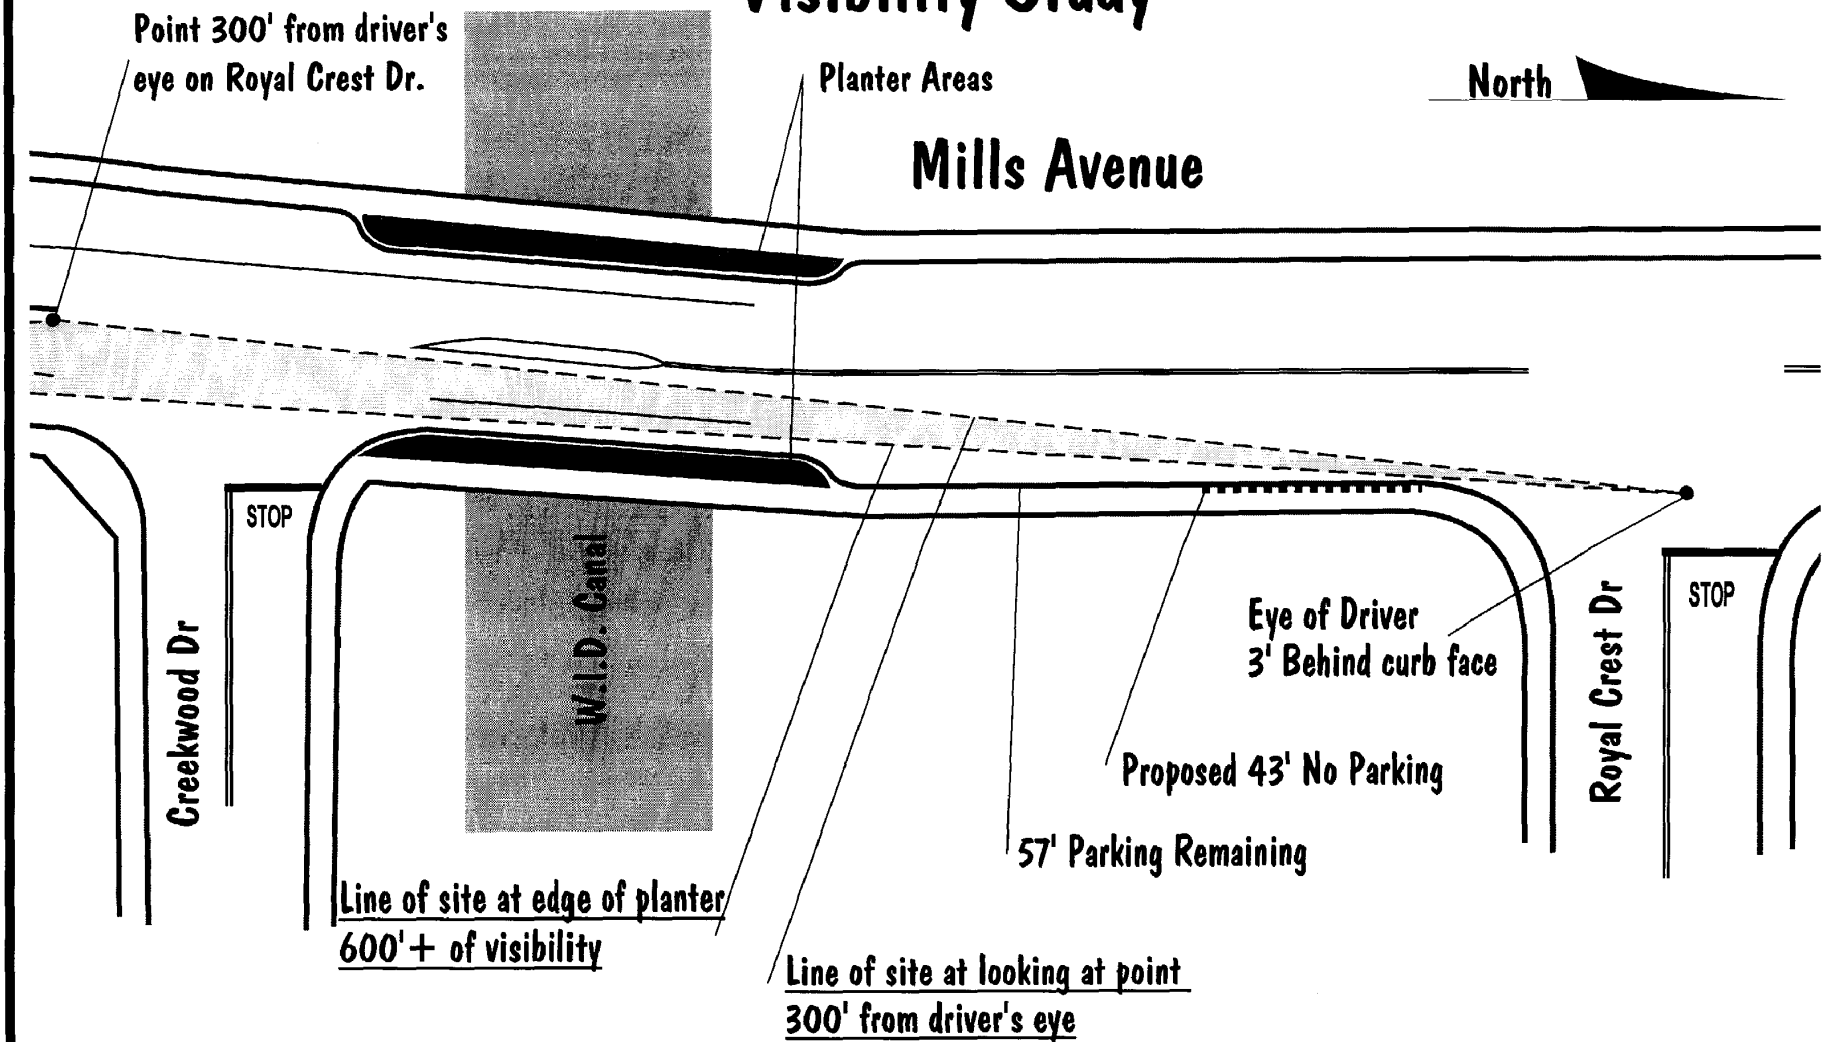 Visibility Study
Point 300' from driver's
eye on Royal Crest Dr.
Planter Areas
North
Mills Avenue
STOP
STOP
W.I.D. Canal
Creekwood Dr
Royal Crest Dr
Eye of Driver
3' Behind curb face
Proposed 43' No Parking
57' Parking Remaining
Line of site at edge of planter
600'+ of visibility
Line of site at looking at point
300' from driver's eye